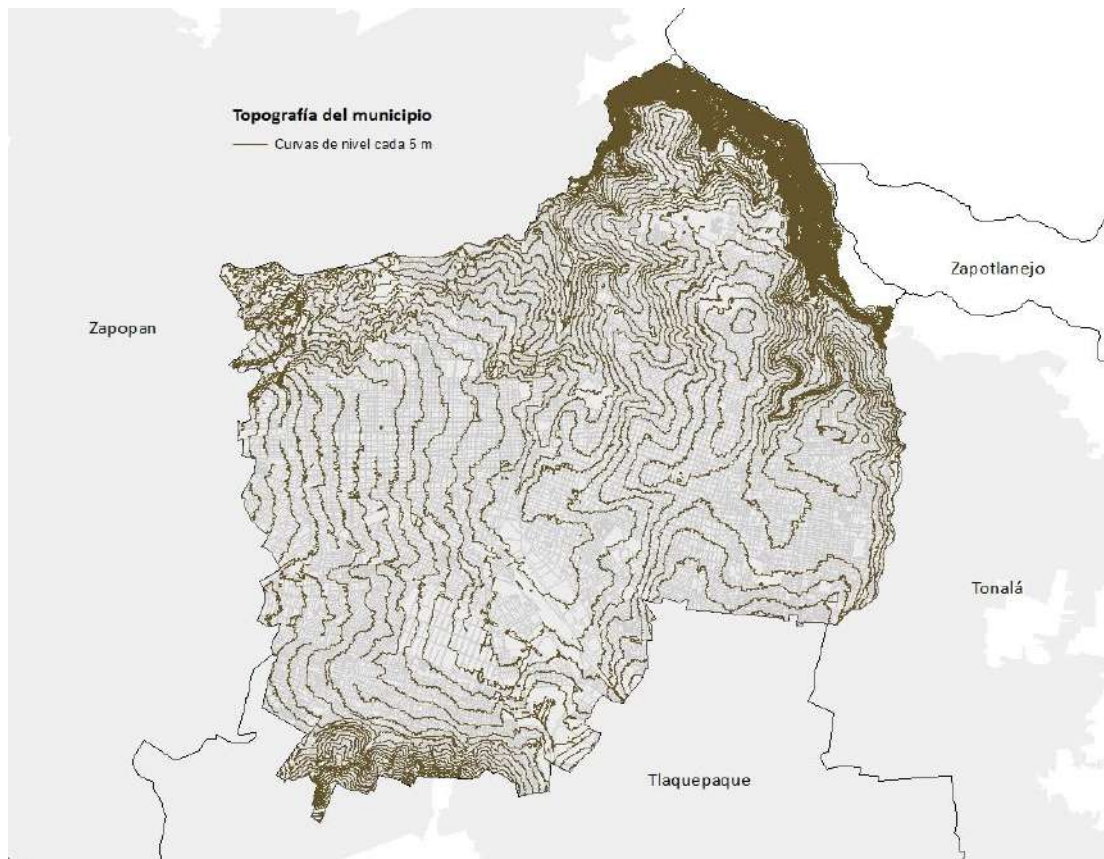 Topografía del municipio
Curvas de nivel cada 5 m
Zapotlanejo
Zapopan
Tonalá
Tlaquepaque